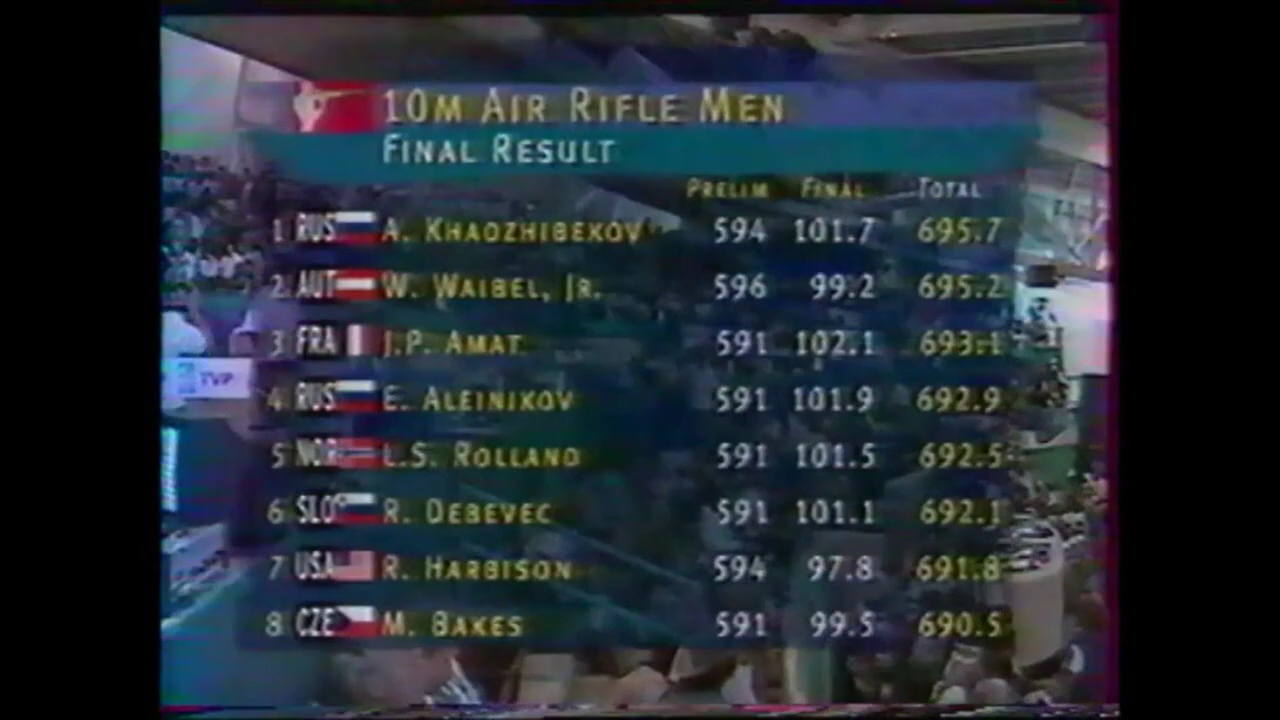 10M AIR RIFLE MEN
FINAL RESULT
PRELIM FINAL TOTAL
1 RUS A. KHADZHIBEKOV 594 101.7 695.7
2 AUT W. WAIBEL, JR. 596 99.2 695.2
3 FRA J.P. AMAT 591 102.1 693.1
4 RUS E. ALEINIKOV 591 101.9 692.9
5 NOR L.S. ROLLAND 591 101.5 692.5
6 SLO R. DEBEVEC 591 101.1 692.1
7 USA R. HARBISON 594 97.8 691.8
8 CZE M. BAKES 591 99.5 690.5
TVP